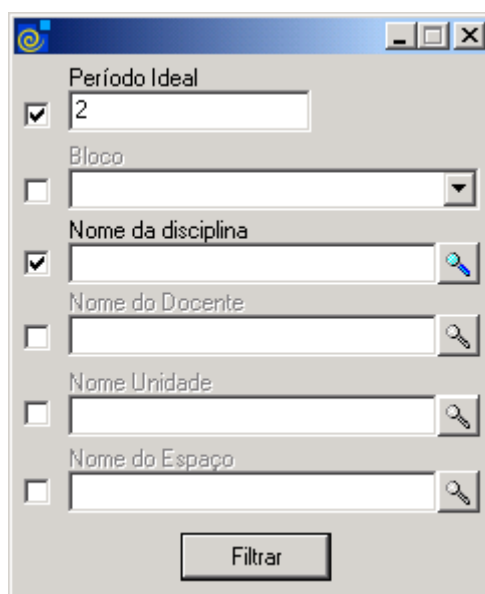 Período Ideal
2
Bloco
Nome da disciplina
Nome do Docente
Nome Unidade
Nome do Espaço
Filtrar